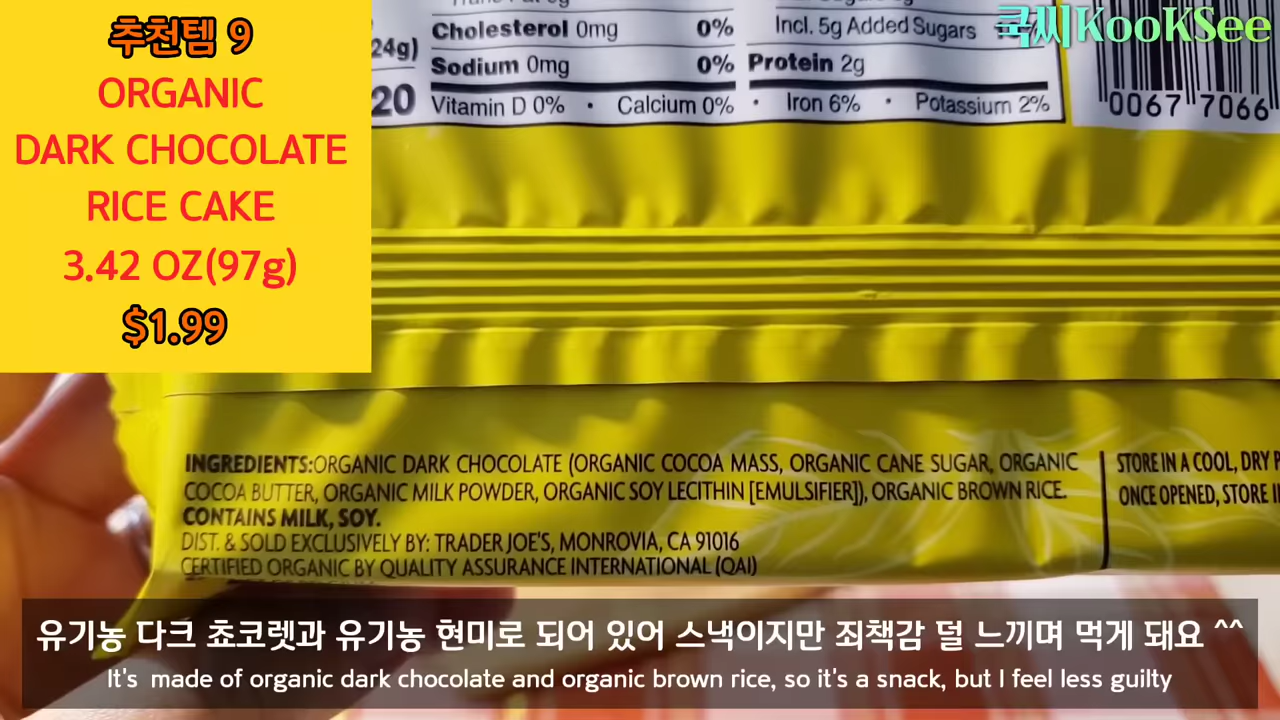 추천템 9
ORGANIC
DARK CHOCOLATE
RICE CAKE
3.42 OZ(97g)
$1.99
쿡씨KooKSee
Cholesterol 0mg 0%
Incl. 5g Added Sugars
24g)
Sodium 0mg 0%
Protein 2g
20
Vitamin D 0% • Calcium 0% • Iron 6% • Potassium 2%
0067 7066
INGREDIENTS:ORGANIC DARK CHOCOLATE (ORGANIC COCOA MASS, ORGANIC CANE SUGAR, ORGANIC
COCOA BUTTER, ORGANIC MILK POWDER, ORGANIC SOY LECITHIN [EMULSIFIER]), ORGANIC BROWN RICE.
CONTAINS MILK, SOY.
DIST. & SOLD EXCLUSIVELY BY: TRADER JOE'S, MONROVIA, CA 91016
CERTIFIED ORGANIC BY QUALITY ASSURANCE INTERNATIONAL (QAI)
STORE IN A COOL, DRY
ONCE OPENED, STORE
유기농 다크 쵸코렛과 유기농 현미로 되어 있어 스낵이지만 죄책감 덜 느끼며 먹게 돼요 ^^
It's made of organic dark chocolate and organic brown rice, so it's a snack, but I feel less guilty